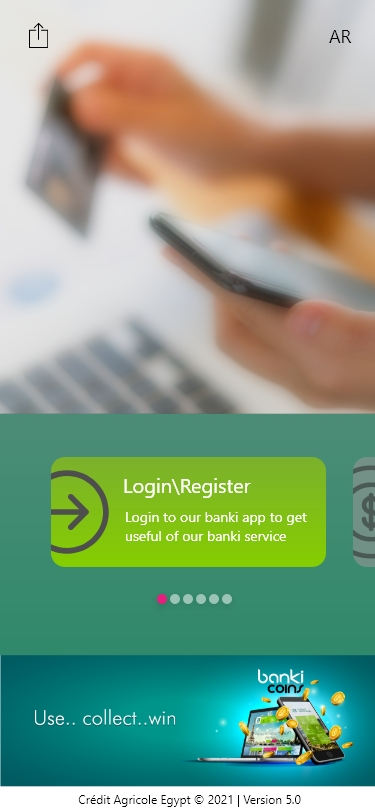 AR
Login\Register
Login to our banki app to get
useful of our banki service
banki
coins
Use.. collect..win
Crédit Agricole Egypt © 2021 | Version 5.0